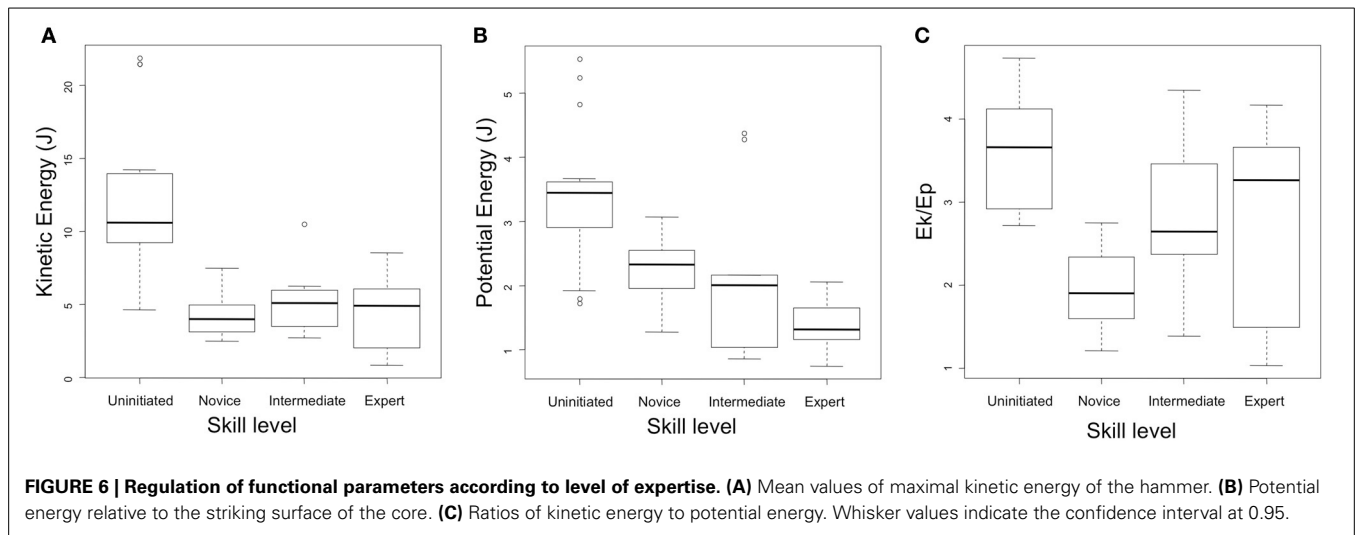 A
Kinetic Energy (J)
20
15
10
5
0
Uninitiated Novice Intermediate Expert
Skill level
B
Potential Energy (J)
5
4
3
2
1
Uninitiated Novice Intermediate Expert
Skill level
C
Ek/Ep
4
3
2
1
Uninitiated Novice Intermediate Expert
Skill level
FIGURE 6 | Regulation of functional parameters according to level of expertise. (A) Mean values of maximal kinetic energy of the hammer. (B) Potential
energy relative to the striking surface of the core. (C) Ratios of kinetic energy to potential energy. Whisker values indicate the confidence interval at 0.95.